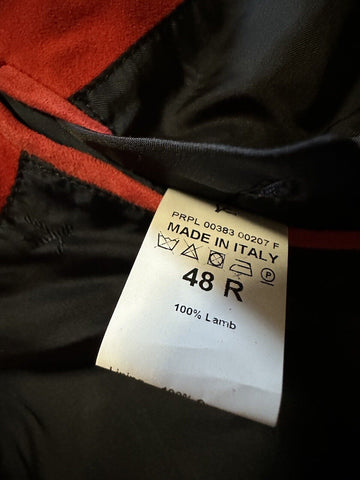 PRPL 00383 00207 F
MADE IN ITALY
P
48 R
100% Lamb